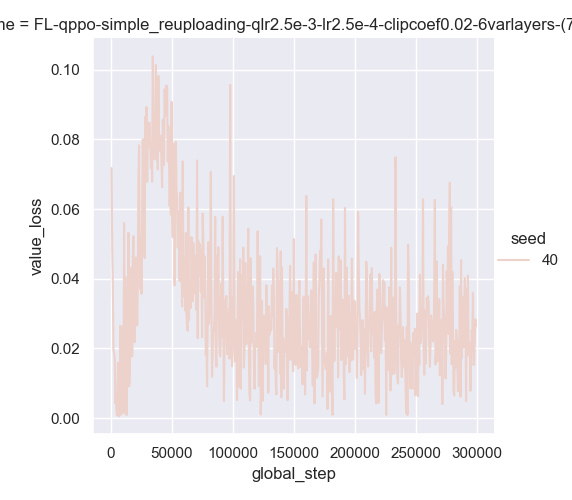 ne = FL-qppo-simple_reuploading-qlr2.5e-3-lr2.5e-4-clipcoef0.02-6varlayers-(7
0.10
0.08
0.06
0.04
0.02
0.00
value_loss
0 50000 100000 150000 200000 250000 300000
global_step
seed
40